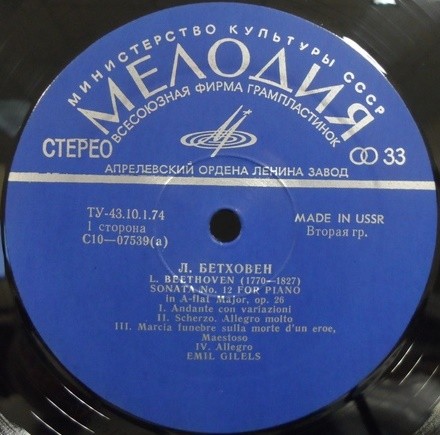 МИНИСТЕРСТВО КУЛЬТУРЫ СССР
МЕЛОДИЯ
ВСЕСОЮЗНАЯ ФИРМА ГРАМПЛАСТИНОК
СТЕРЕО
33
АПРЕЛЕВСКИЙ ОРДЕНА ЛЕНИНА ЗАВОД
ТУ-43.10.1.74
MADE IN USSR
1 сторона
Вторая гр.
С10—07539(а)
Л. БЕТХОВЕН
L. BEETHOVEN (1770—1827)
SONATA No. 12 FOR PIANO
in A-flat Major, op. 26
I. Andante con variazioni
II. Scherzo. Allegro molto
III. Marcia funebre sulla morte d'un eroe,
Maestoso
IV. Allegro
EMIL GILELS